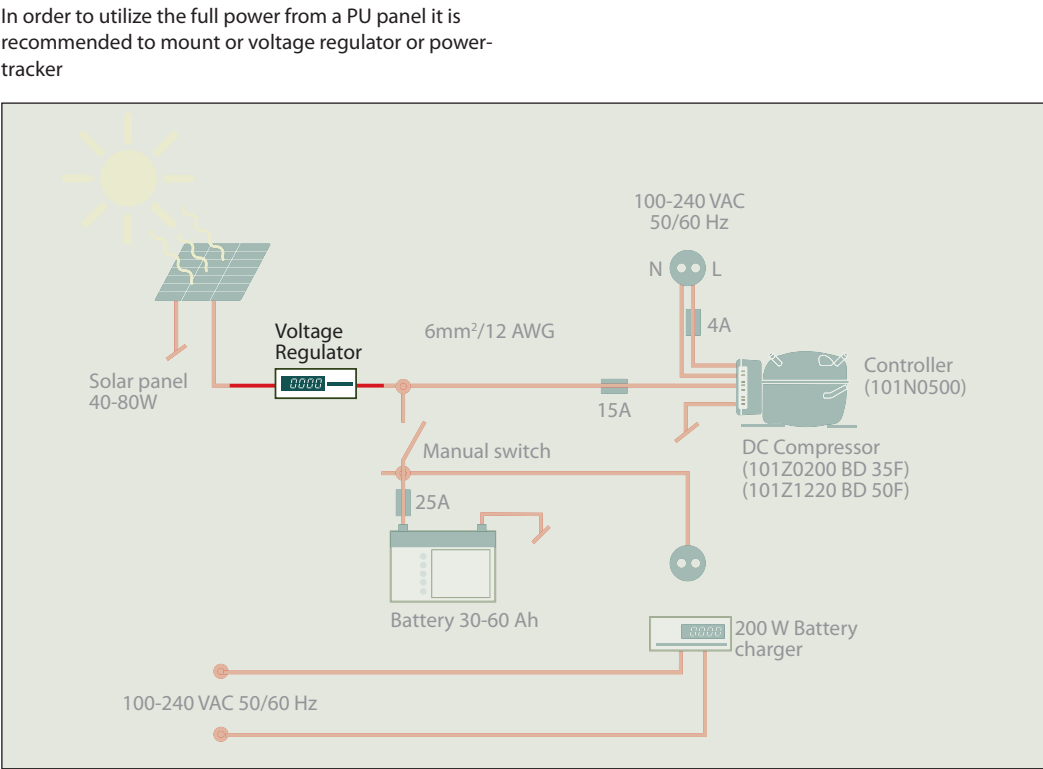 In order to utilize the full power from a PU panel it is
recommended to mount or voltage regulator or power-
tracker
100-240 VAC
50/60 Hz
N L
4A
Voltage
Regulator
6mm²/12 AWG
0000
Solar panel
40-80W
15A
Controller
(101N0500)
Manual switch
DC Compressor
(101Z0200 BD 35F)
(101Z1220 BD 50F)
25A
Battery 30-60 Ah
0000
200 W Battery
charger
100-240 VAC 50/60 Hz